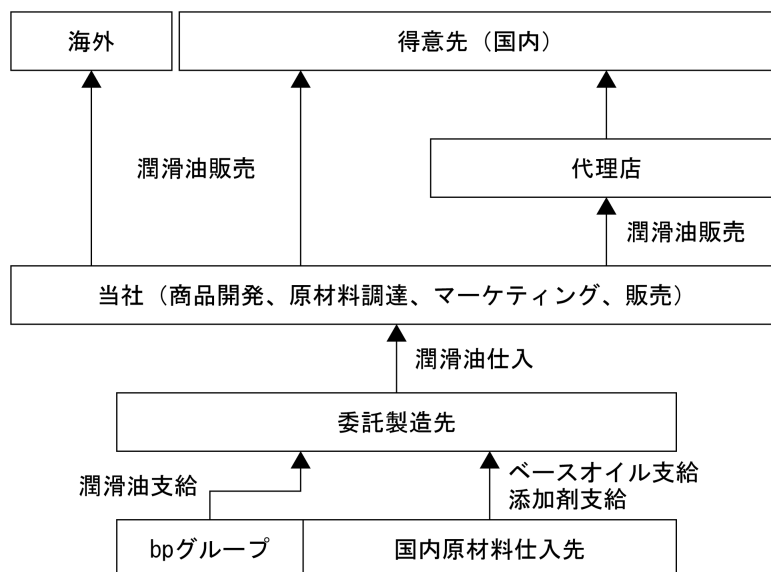 海外
得意先（国内）
潤滑油販売
代理店
潤滑油販売
当社（商品開発、原材料調達、マーケティング、販売）
潤滑油仕入
委託製造先
潤滑油支給
ベースオイル支給
添加剤支給
bpグループ
国内原材料仕入先